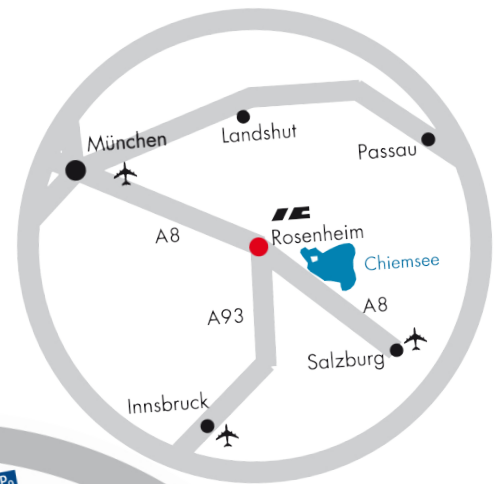 München
Landshut
Passau
A8
Rosenheim
Chiemsee
A93
A8
Salzburg
Innsbruck